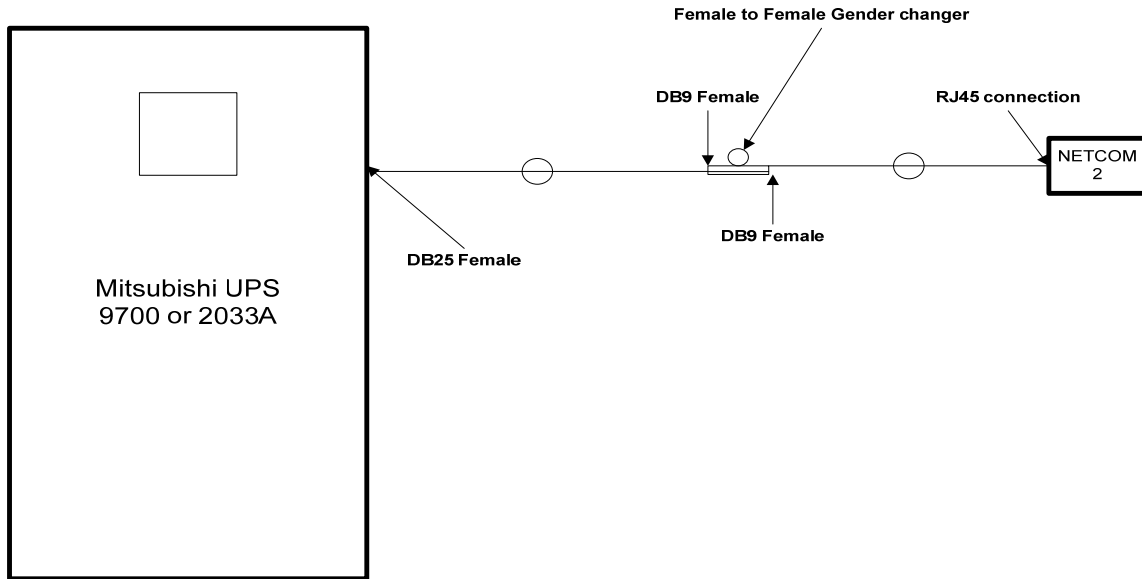 Female to Female Gender changer
DB9 Female
RJ45 connection
NETCOM
2
DB9 Female
DB25 Female
Mitsubishi UPS
9700 or 2033A